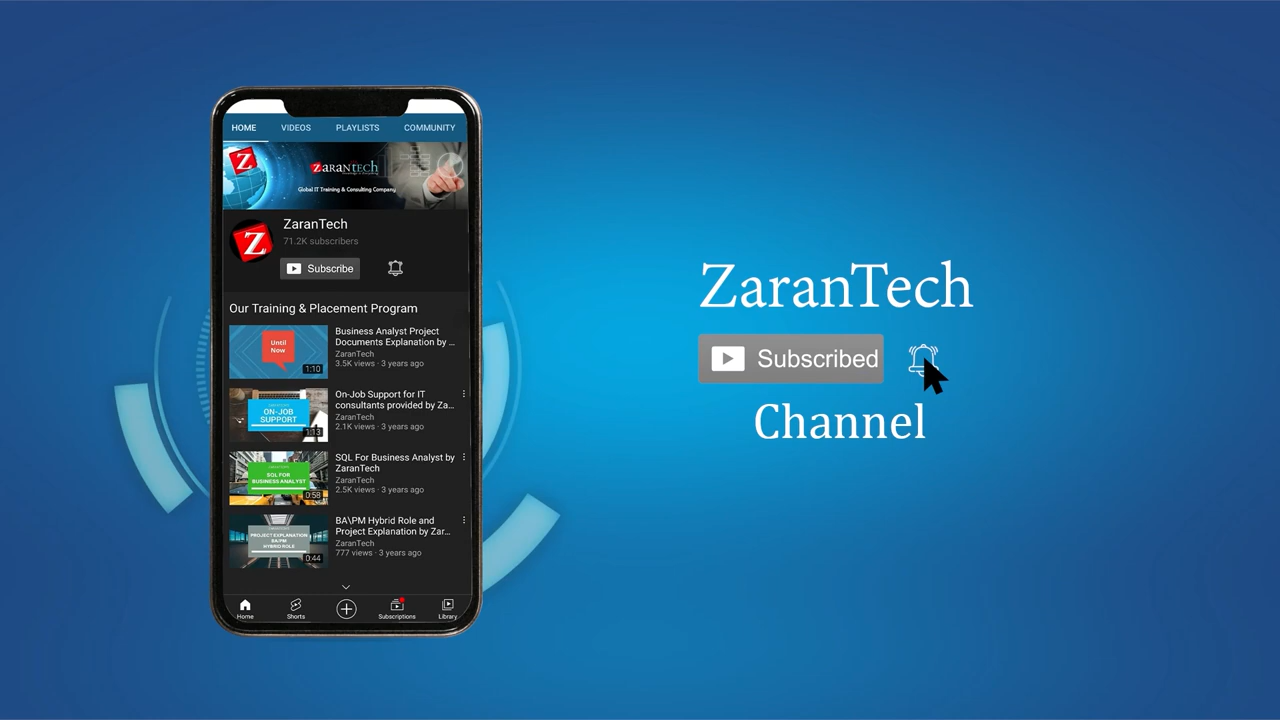 HOME VIDEOS PLAYLISTS COMMUNITY
Z
ZARANTECH
Global IT Training & Consulting Company
Z
ZaranTech
71.2K subscribers
Subscribe
Our Training & Placement Program
Until
Now
1:10
Business Analyst Project
Documents Explanation by ...
ZaranTech
3.5K views · 3 years ago
ON-JOB
SUPPORT
1:13
On-Job Support for IT
consultants provided by Za...
ZaranTech
2.1K views · 3 years ago
SQL FOR
BUSINESS ANALYST
0:58
SQL For Business Analyst by
ZaranTech
ZaranTech
2.5K views · 3 years ago
PROJECT EXPLANATION
BA/PM
HYBRID ROLE
0:44
BA\PM Hybrid Role and
Project Explanation by Zar...
ZaranTech
777 views · 3 years ago
Home Shorts Subscriptions Library
ZaranTech
Subscribed
Channel